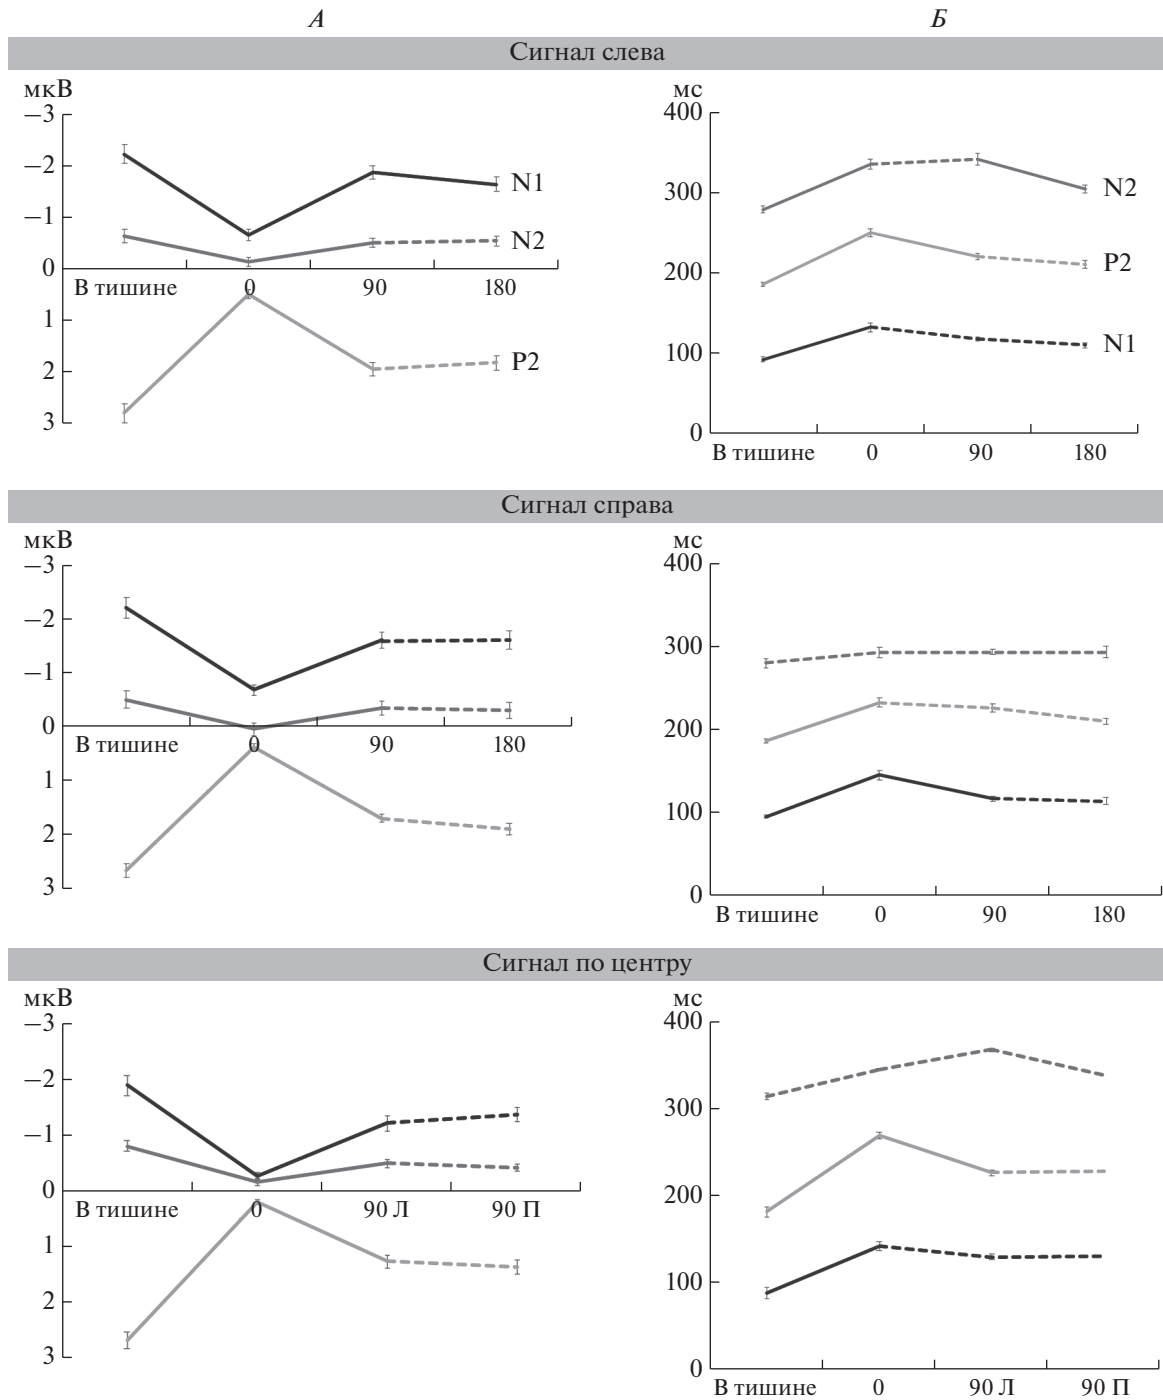 А
Б
Сигнал слева
мкВ
−3
−2
−1
0
1
2
3
В тишине
0
90
180
N1
N2
P2
мс
400
300
200
100
0
В тишине
0
90
180
N2
P2
N1
Сигнал справа
мкВ
−3
−2
−1
0
1
2
3
В тишине
0
90
180
мс
400
300
200
100
0
В тишине
0
90
180
Сигнал по центру
мкВ
−3
−2
−1
0
1
2
3
В тишине
0
90 Л
90 П
мс
400
300
200
100
0
В тишине
0
90 Л
90 П